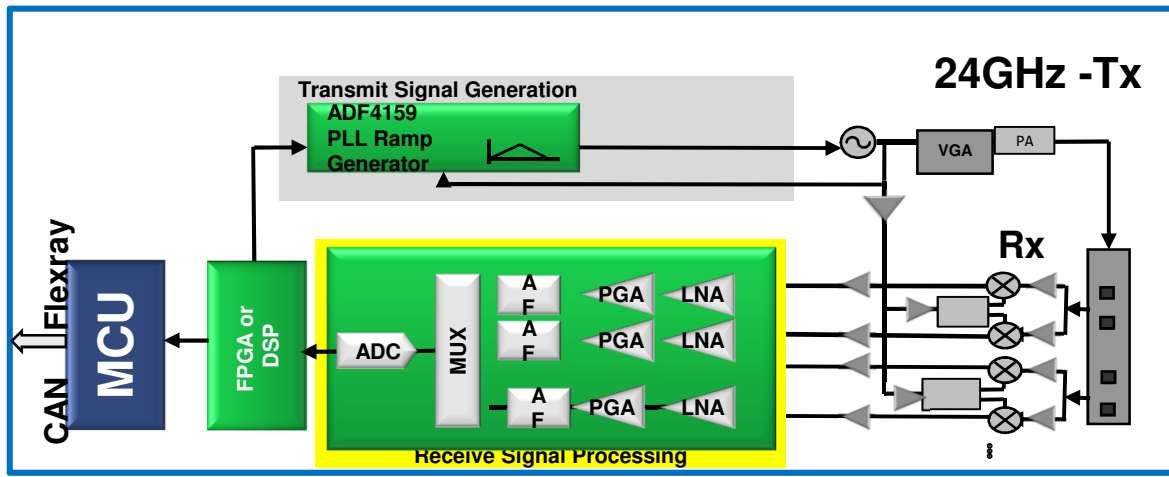 24GHz -Tx
Transmit Signal Generation
ADF4159
PLL Ramp
Generator
VGA
PA
Rx
CAN Flexray
MCU
FPGA or
DSP
ADC
MUX
A
F
PGA
LNA
A
F
PGA
LNA
A
F
PGA
LNA
Receive Signal Processing